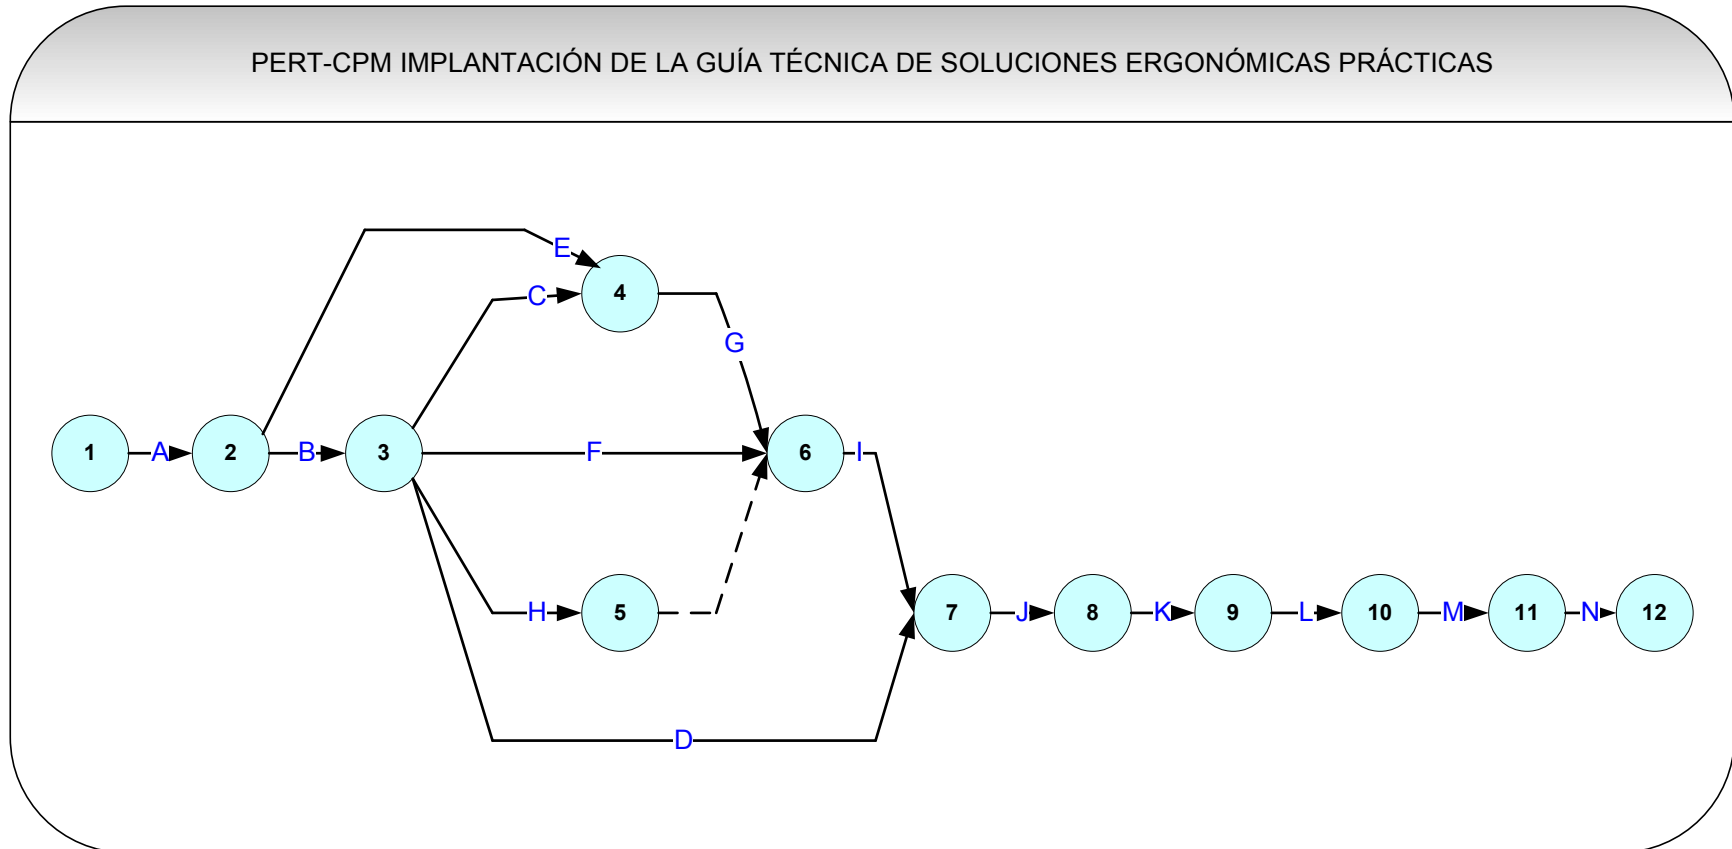 PERT-CPM IMPLANTACIÓN DE LA GUÍA TÉCNICA DE SOLUCIONES ERGONÓMICAS PRÁCTICAS
E
C
4
G
1
A
2
B
3
F
6
I
H
5
7
J
8
K
9
L
10
M
11
N
12
D